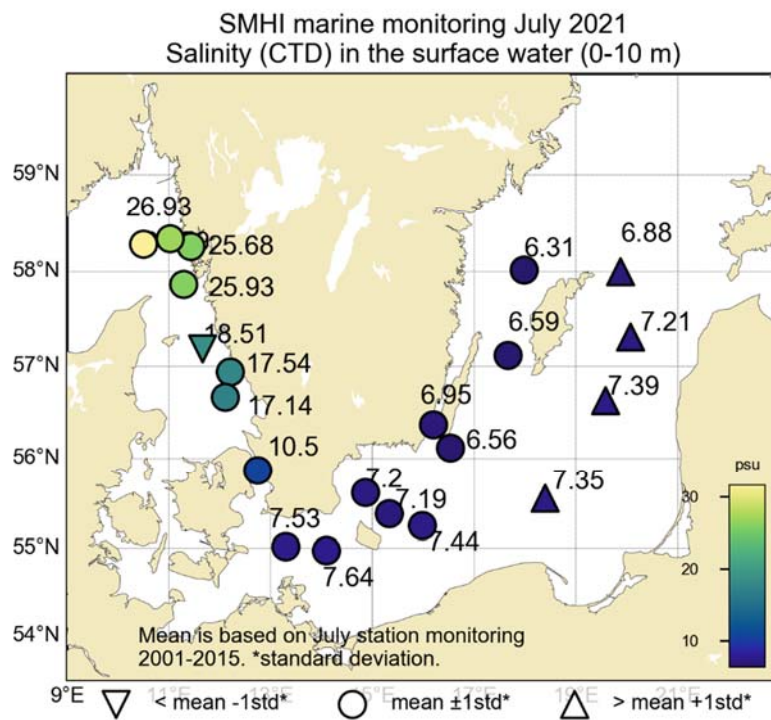 SMHI marine monitoring July 2021
Salinity (CTD) in the surface water (0-10 m)
59°N
26.93
6.88
6.31
25.68
58°N
25.93
7.21
18.51
6.59
57°N
17.54
7.39
17.14
6.95
6.56
56°N
10.5
7.2
7.35
psu
7.19
30
7.53
7.44
55°N
7.64
20
54°N
Mean is based on July station monitoring
2001-2015. *standard deviation.
10
9°E 11°E 13°E 15°E 17°E 19°E 21°E
< mean -1std* mean ±1std* > mean +1std*